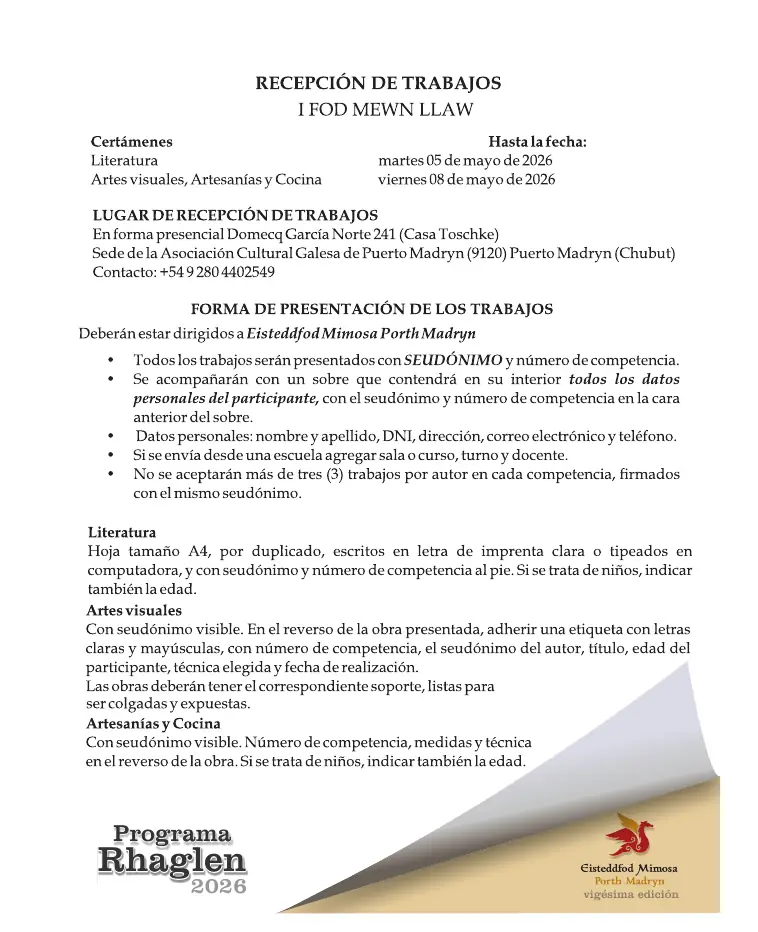 RECEPCIÓN DE TRABAJOS
I FOD MEWN LLAW
Certámenes Hasta la fecha:
Literatura martes 05 de mayo de 2026
Artes visuales, Artesanías y Cocina viernes 08 de mayo de 2026
LUGAR DE RECEPCIÓN DE TRABAJOS
En forma presencial Domecq García Norte 241 (Casa Toschke)
Sede de la Asociación Cultural Galesa de Puerto Madryn (9120) Puerto Madryn (Chubut)
Contacto: +54 9 280 4402549
FORMA DE PRESENTACIÓN DE LOS TRABAJOS
Deberán estar dirigidos a Eisteddfod Mimosa Porth Madryn
• Todos los trabajos serán presentados con SEUDÓNIMO y número de competencia.
• Se acompañarán con un sobre que contendrá en su interior todos los datos
personales del participante, con el seudónimo y número de competencia en la cara
anterior del sobre.
• Datos personales: nombre y apellido, DNI, dirección, correo electrónico y teléfono.
• Si se envía desde una escuela agregar sala o curso, turno y docente.
• No se aceptarán más de tres (3) trabajos por autor en cada competencia, firmados
con el mismo seudónimo.
Literatura
Hoja tamaño A4, por duplicado, escritos en letra de imprenta clara o tipeados en
computadora, y con seudónimo y número de competencia al pie. Si se trata de niños, indicar
también la edad.
Artes visuales
Con seudónimo visible. En el reverso de la obra presentada, adherir una etiqueta con letras
claras y mayúsculas, con número de competencia, el seudónimo del autor, título, edad del
participante, técnica elegida y fecha de realización.
Las obras deberán tener el correspondiente soporte, listas para
ser colgadas y expuestas.
Artesanías y Cocina
Con seudónimo visible. Número de competencia, medidas y técnica
en el reverso de la obra. Si se trata de niños, indicar también la edad.
Programa
Rhaglen
2026
Eisteddfod Mimosa
Porth Madryn
vigésima edición